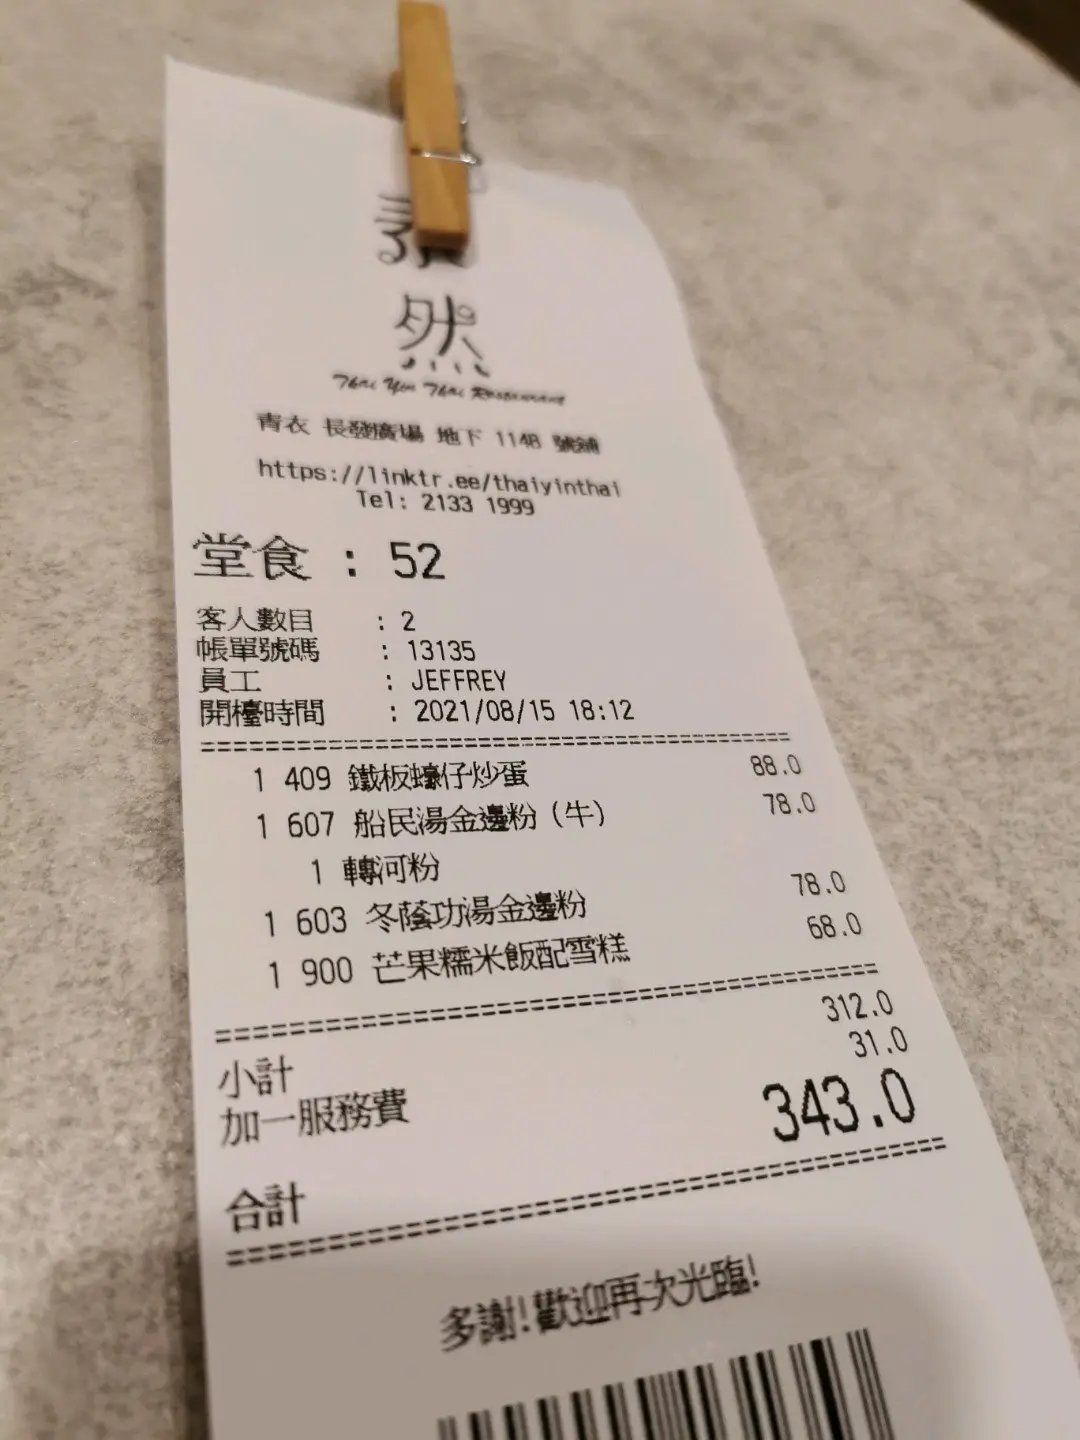 然
Thai Yin Thai Restaurant
青衣 長發廣場 地下 114B 號舖
https://linktr.ee/thaiyinthai
Tel: 2133 1999
堂食 : 52
客人數目 : 2
帳單號碼 : 13135
員工 : JEFFREY
開檯時間 : 2021/08/15 18:12
1 409 鐵板蠔仔炒蛋 88.0
1 607 船民湯金邊粉 (牛) 78.0
1 轉河粉
1 603 冬蔭功湯金邊粉 78.0
1 900 芒果糯米飯配雪糕 68.0
小計 312.0
加一服務費 31.0
合計 343.0
多謝!歡迎再次光臨!